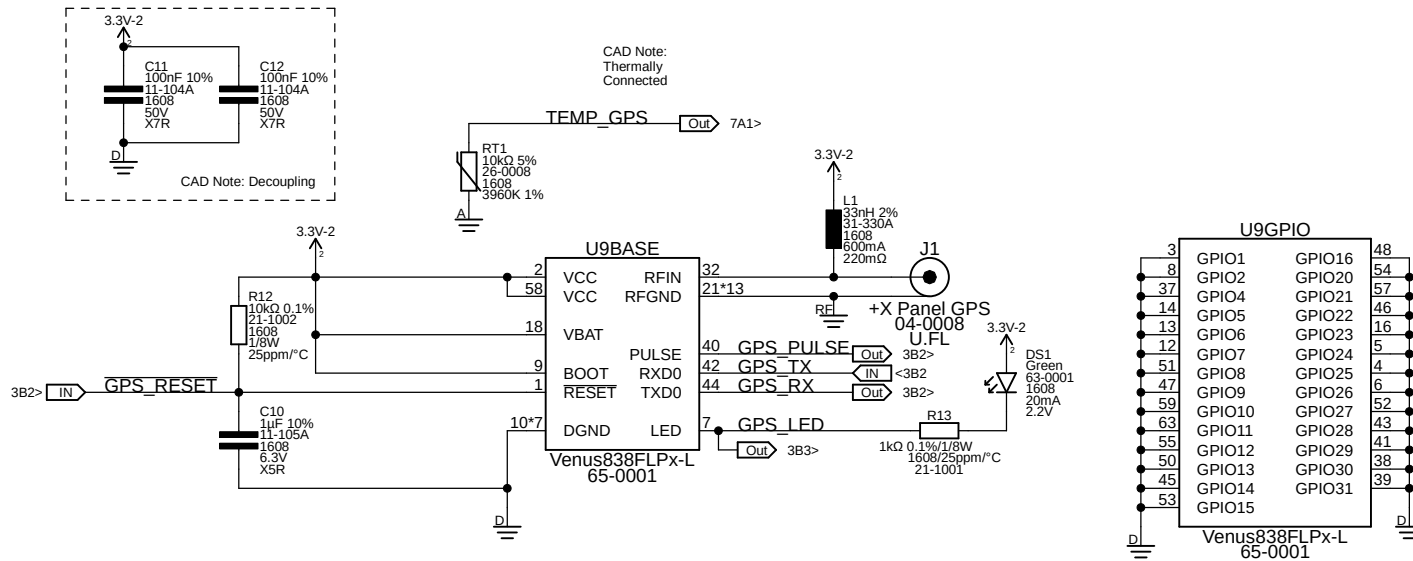 3.3V-2
2
C11
100nF 10%
11-104A
1608
50V
X7R
C12
100nF 10%
11-104A
1608
50V
X7R
D
CAD Note: Decoupling
CAD Note:
Thermally
Connected
TEMP_GPS
Out
7A1>
RT1
10kΩ 5%
26-0008
1608
3960K 1%
A
3.3V-2
2
L1
33nH 2%
31-330A
1608
600mA
220mΩ
J1
+X Panel GPS
04-0008
U.FL
RF
3.3V-2
2
R12
10kΩ 0.1%
21-1002
1608
1/8W
25ppm/°C
3B2>
IN
GPS_RESET
C10
1µF 10%
11-105A
1608
6.3V
X5R
D
U9BASE
2 VCC RFIN 32
58 VCC RFGND 21*13
18 VBAT
PULSE 40 GPS_PULSE Out 3B2>
9 BOOT RXD0 42 GPS_TX IN <3B2
1 RESET TXD0 44 GPS_RX Out 3B2>
10*7 DGND LED 7 GPS_LED
Out 3B3>
Venus838FLPx-L
65-0001
R13
1kΩ 0.1%/1/8W
1608/25ppm/°C
21-1001
3.3V-2
2
DS1
Green
63-0001
1608
20mA
2.2V
U9GPIO
3 GPIO1 GPIO16 48
8 GPIO2 GPIO20 54
37 GPIO4 GPIO21 57
14 GPIO5 GPIO22 46
13 GPIO6 GPIO23 16
12 GPIO7 GPIO24 5
51 GPIO8 GPIO25 4
47 GPIO9 GPIO26 6
59 GPIO10 GPIO27 52
63 GPIO11 GPIO28 43
55 GPIO12 GPIO29 41
50 GPIO13 GPIO30 38
45 GPIO14 GPIO31 39
53 GPIO15
D
D
Venus838FLPx-L
65-0001